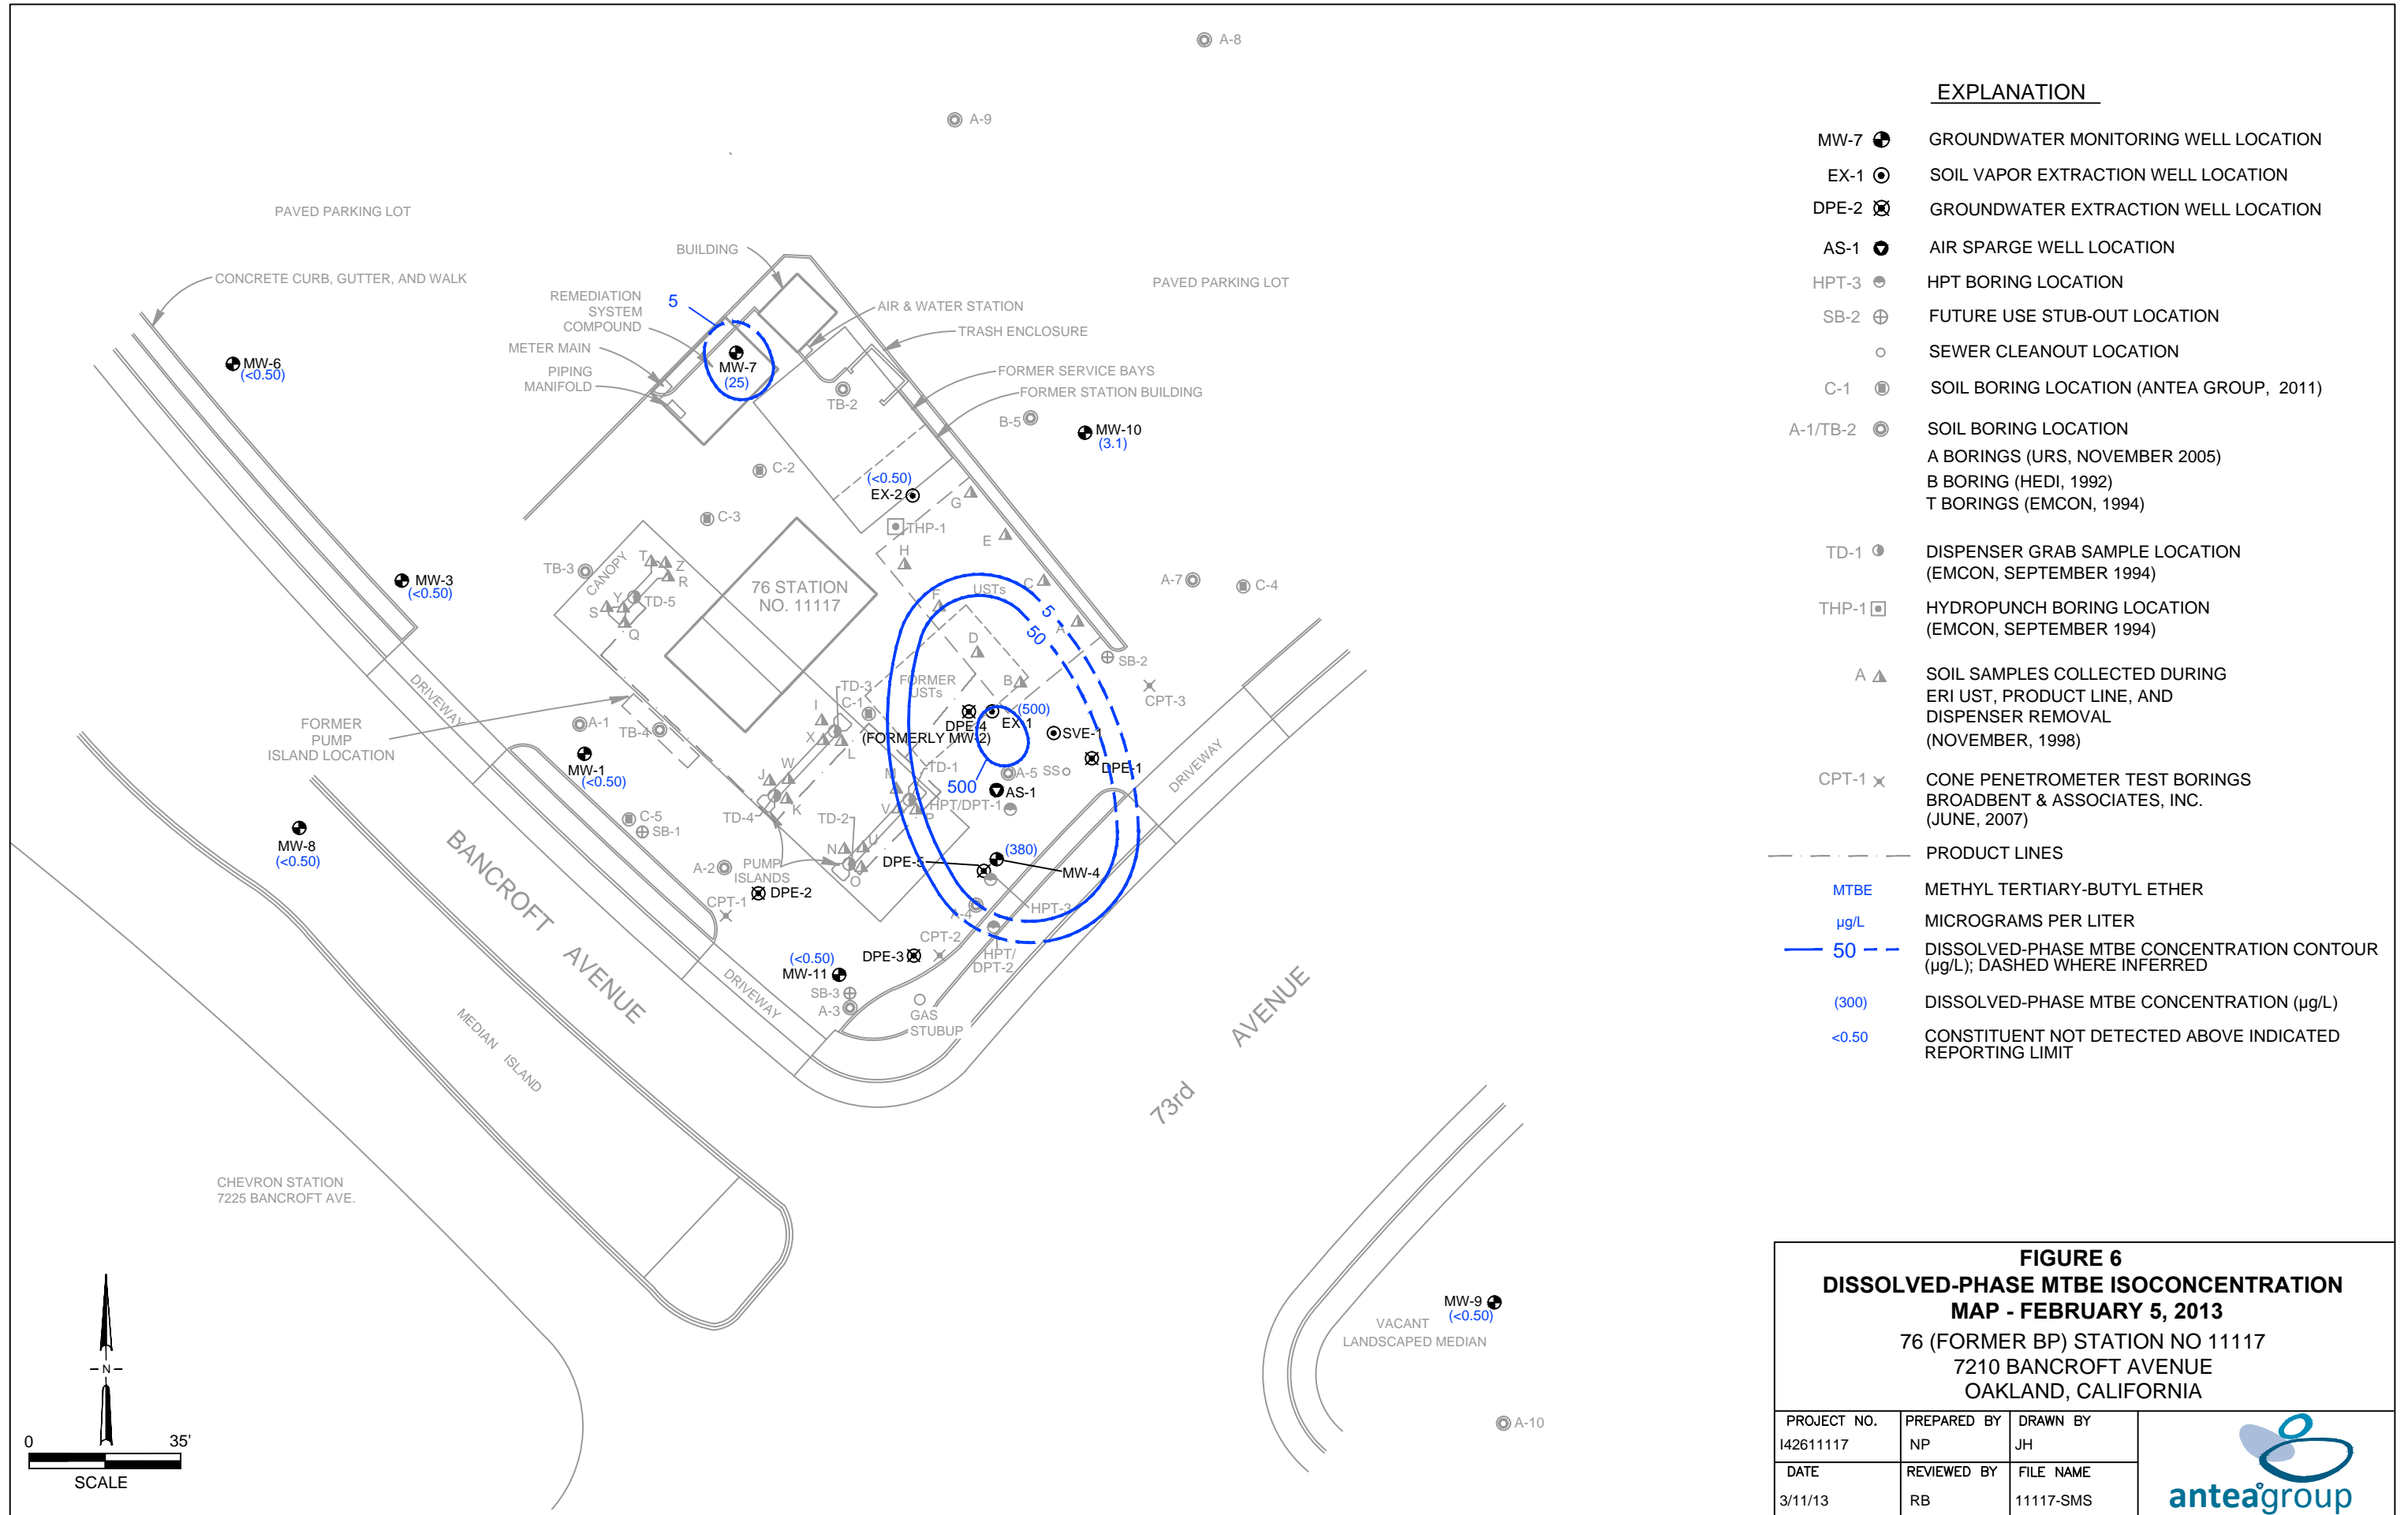 A-8
A-9
PAVED PARKING LOT
BUILDING
CONCRETE CURB, GUTTER, AND WALK
PAVED PARKING LOT
REMEDIATION
SYSTEM
COMPOUND
5
AIR & WATER STATION
TRASH ENCLOSURE
METER MAIN
PIPING
MANIFOLD
MW-6
(<0.50)
MW-7
(25)
FORMER SERVICE BAYS
FORMER STATION BUILDING
TB-2
B-5
MW-10
(3.1)
C-2
(<0.50)
EX-2
G
C-3
THP-1
E
H
TB-3
CANOPY
T
Z
R
MW-3
(<0.50)
76 STATION
NO. 11117
S
Y
TD-5
Q
USTs
C
F
5
50
A
A-7
C-4
D
SB-2
DRIVEWAY
TD-3
FORMER
USTs
B
CPT-3
FORMER
PUMP
ISLAND LOCATION
A-1
TB-4
I
C-1
X
L
DPE-4
(FORMERLY MW-2)
(500)
EX-1
SVE-1
MW-1
(<0.50)
J
W
K
M
TD-1
500
A-5
SS
DPE-1
DRIVEWAY
AS-1
HPT/DPT-1
V
P
TD-4
TD-2
C-5
SB-1
MW-8
(<0.50)
N
U
O
A-2
PUMP
ISLANDS
DPE-5
(380)
MW-4
DPE-2
CPT-1
A-4
HPT-3
CPT-2
HPT/
DPT-2
DPE-3
(<0.50)
MW-11
SB-3
A-3
GAS
STUBUP
DRIVEWAY
BANCROFT AVENUE
MEDIAN ISLAND
73rd AVENUE
CHEVRON STATION
7225 BANCROFT AVE.
MW-9
(<0.50)
VACANT
LANDSCAPED MEDIAN
A-10
N
0 35'
SCALE
EXPLANATION
MW-7 GROUNDWATER MONITORING WELL LOCATION
EX-1 SOIL VAPOR EXTRACTION WELL LOCATION
DPE-2 GROUNDWATER EXTRACTION WELL LOCATION
AS-1 AIR SPARGE WELL LOCATION
HPT-3 HPT BORING LOCATION
SB-2 FUTURE USE STUB-OUT LOCATION
SEWER CLEANOUT LOCATION
C-1 SOIL BORING LOCATION (ANTEA GROUP, 2011)
A-1/TB-2 SOIL BORING LOCATION
A BORINGS (URS, NOVEMBER 2005)
B BORING (HEDI, 1992)
T BORINGS (EMCON, 1994)
TD-1 DISPENSER GRAB SAMPLE LOCATION
(EMCON, SEPTEMBER 1994)
THP-1 HYDROPUNCH BORING LOCATION
(EMCON, SEPTEMBER 1994)
A SOIL SAMPLES COLLECTED DURING
ERI UST, PRODUCT LINE, AND
DISPENSER REMOVAL
(NOVEMBER, 1998)
CPT-1 CONE PENETROMETER TEST BORINGS
BROADBENT & ASSOCIATES, INC.
(JUNE, 2007)
PRODUCT LINES
MTBE METHYL TERTIARY-BUTYL ETHER
µg/L MICROGRAMS PER LITER
50 DISSOLVED-PHASE MTBE CONCENTRATION CONTOUR
(µg/L); DASHED WHERE INFERRED
(300) DISSOLVED-PHASE MTBE CONCENTRATION (µg/L)
<0.50 CONSTITUENT NOT DETECTED ABOVE INDICATED
REPORTING LIMIT
FIGURE 6
DISSOLVED-PHASE MTBE ISOCONCENTRATION
MAP - FEBRUARY 5, 2013
76 (FORMER BP) STATION NO 11117
7210 BANCROFT AVENUE
OAKLAND, CALIFORNIA
PROJECT NO. PREPARED BY DRAWN BY
I42611117 NP JH
DATE REVIEWED BY FILE NAME
3/11/13 RB 11117-SMS
anteagroup